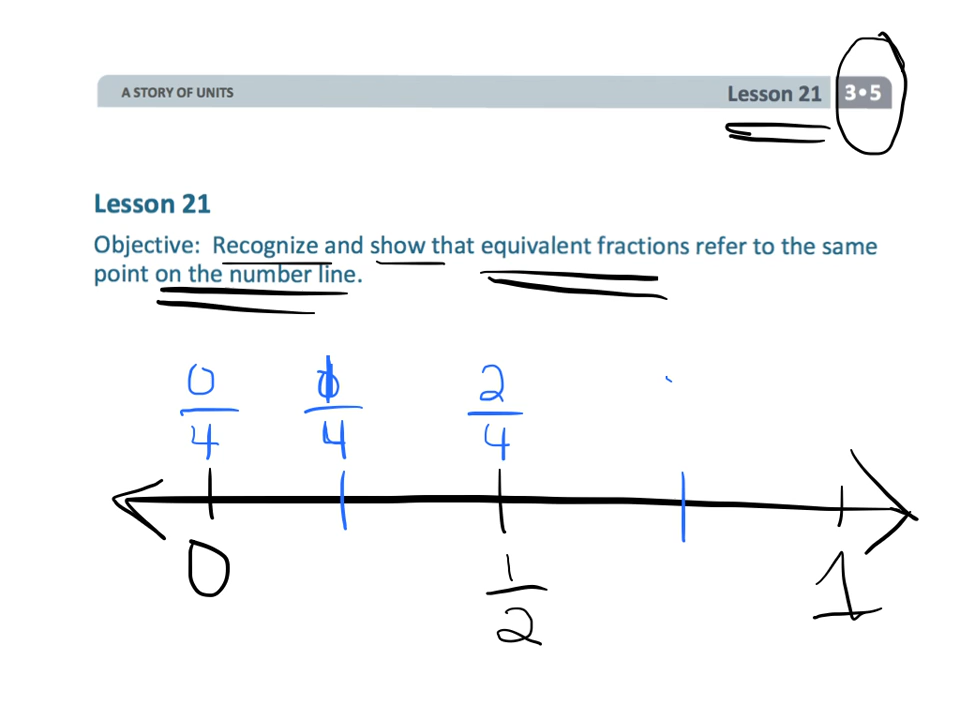 A STORY OF UNITS
Lesson 21 3•5
Lesson 21
Objective: Recognize and show that equivalent fractions refer to the same
point on the number line.
0 2
4 4 4
0 1 1
2